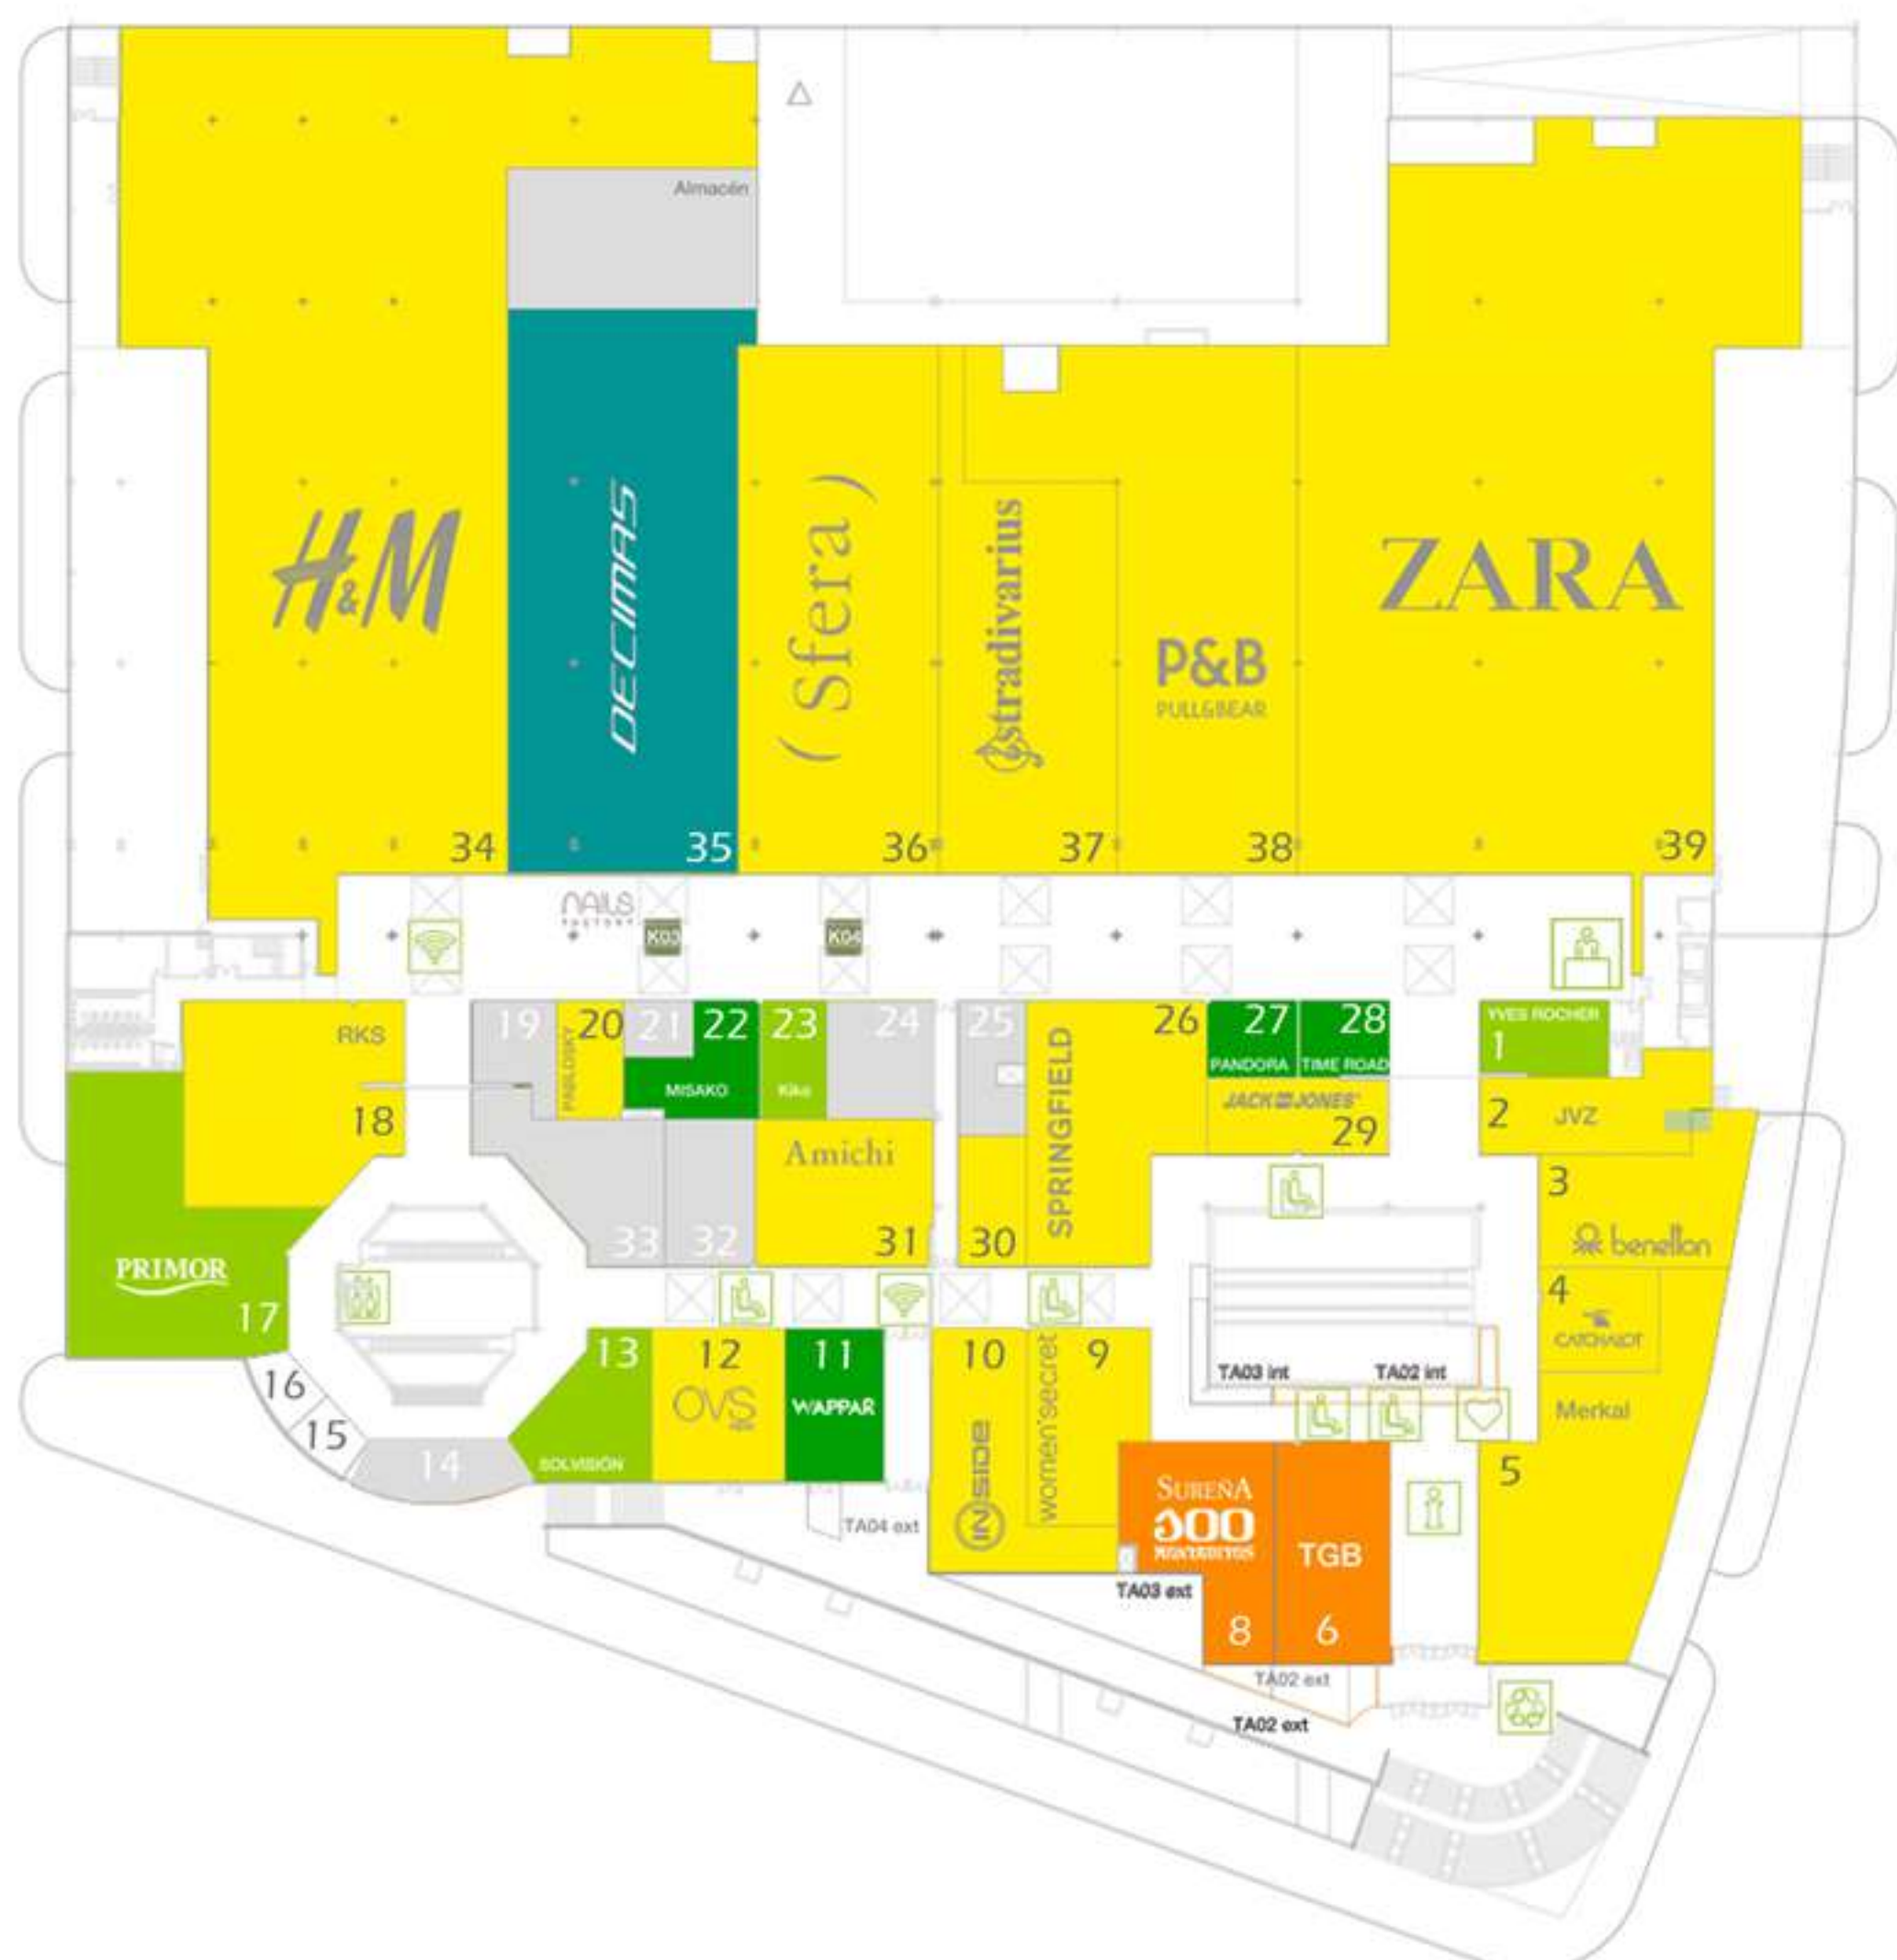 Almacén
H&M
DECIMAS
( Sfera )
stradivarius
P&B
PULL&BEAR
ZARA
34
35
36
37
38
39
NAILS
FACTORY
K03
K04
RKS
18
19
PABLOSKY
20
21
22
MISAKO
23
Kiko
24
25
SPRINGFIELD
26
27
PANDORA
28
TIME ROAD
JACK JONES
29
YVES ROCHER
1
2
JVZ
3
benetton
4
Merkal
5
PRIMOR
17
33
32
Amichi
31
30
16
15
14
13
SOLVISIÓN
12
OVS
11
WAPPAR
10
INSIDE
9
women'secret
TA03 int
TA02 int
SUREÑA
100
MONTADITOS
8
TGB
6
TA04 ext
TA03 ext
TA02 ext
TA02 ext